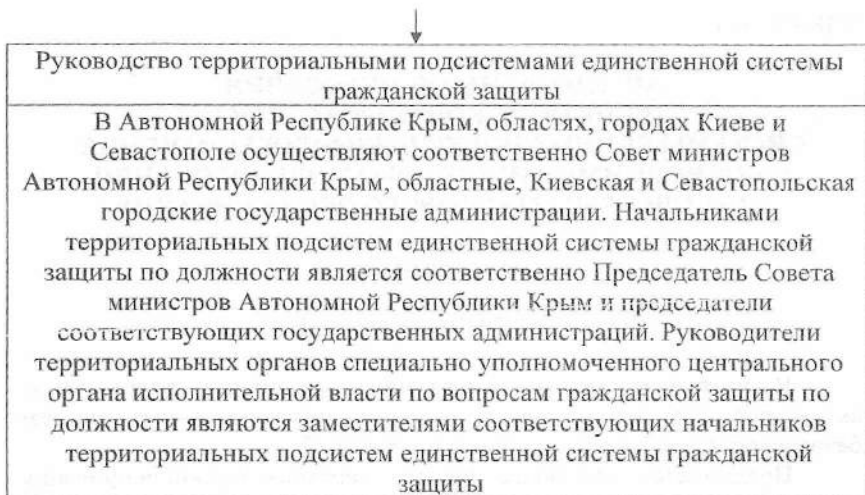 Руководство территориальными подсистемами единственной системы
гражданской защиты
В Автономной Республике Крым, областях, городах Киеве и
Севастополе осуществляют соответственно Совет министров
Автономной Республики Крым, областные, Киевская и Севастопольская
городские государственные администрации. Начальниками
территориальных подсистем единственной системы гражданской
защиты по должности является соответственно Председатель Совета
министров Автономной Республики Крым и председатели
соответствующих государственных администраций. Руководители
территориальных органов специально уполномоченного центрального
органа исполнительной власти по вопросам гражданской защиты по
должности являются заместителями соответствующих начальников
территориальных подсистем единственной системы гражданской
защиты